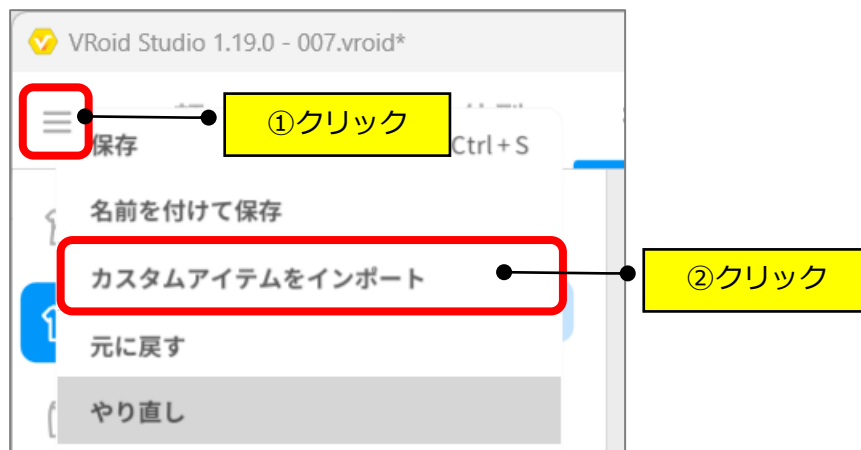 VRoid Studio 1.19.0 - 007.vroid*
①クリック
保存 Ctrl + S
名前を付けて保存
カスタムアイテムをインポート
②クリック
元に戻す
やり直し